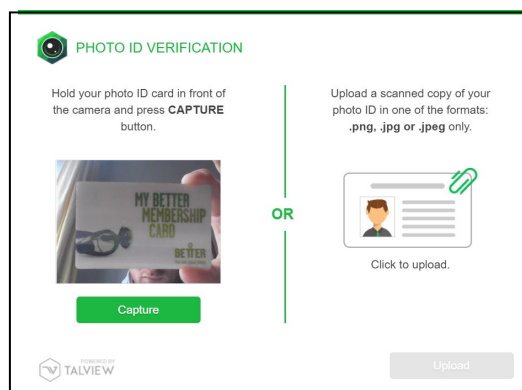 PHOTO ID VERIFICATION
Hold your photo ID card in front of
the camera and press CAPTURE
button.
MY BETTER
MEMBERSHIP
CARD
BETTER
Capture
OR
Upload a scanned copy of your
photo ID in one of the formats:
.png, .jpg or .jpeg only.
Click to upload.
POWERED BY
TALVIEW
Upload